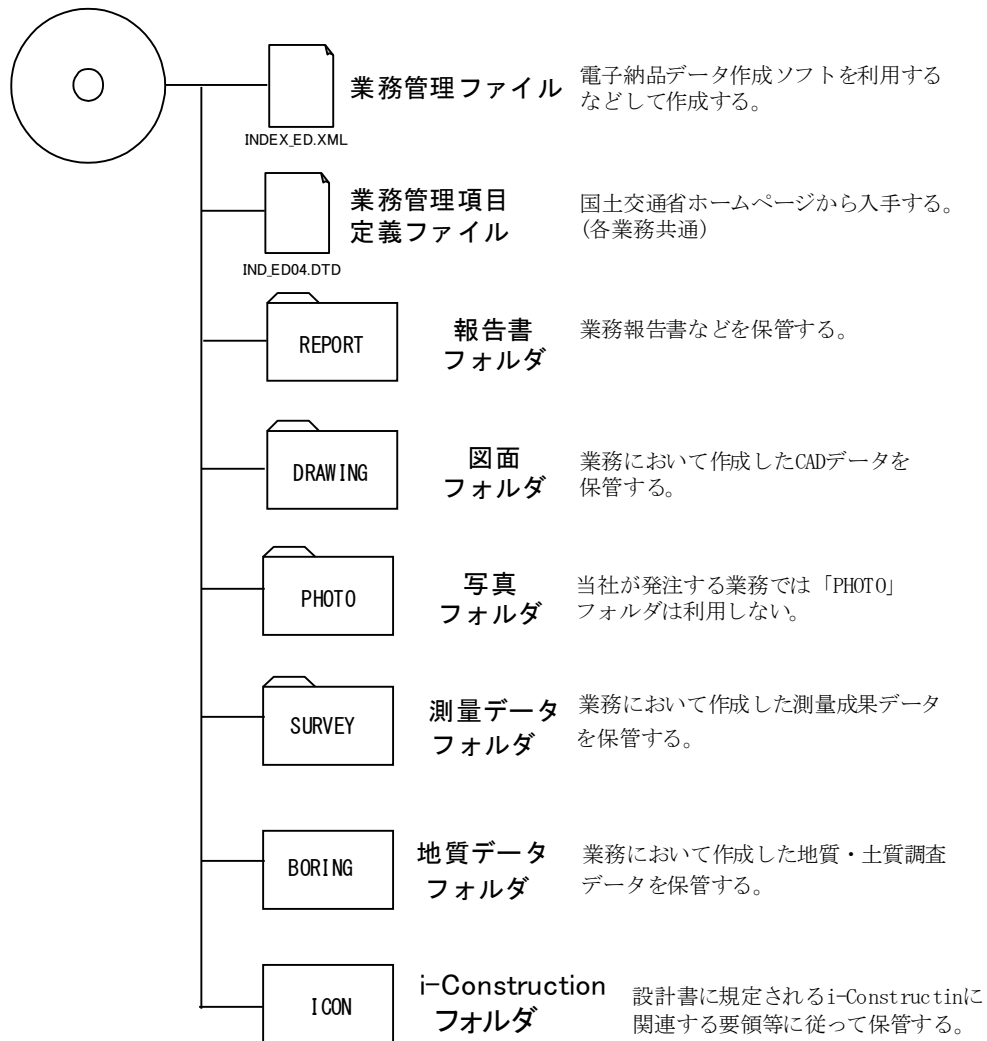 業務管理ファイル
電子納品データ作成ソフトを利用する
などして作成する。
INDEX_ED.XML
業務管理項目
定義ファイル
国土交通省ホームページから入手する。
(各業務共通)
IND_ED04.DTD
REPORT
報告書
フォルダ
業務報告書などを保管する。
DRAWING
図面
フォルダ
業務において作成したCADデータを
保管する。
PHOTO
写真
フォルダ
当社が発注する業務では「PHOTO」
フォルダは利用しない。
SURVEY
測量データ
フォルダ
業務において作成した測量成果データ
を保管する。
BORING
地質データ
フォルダ
業務において作成した地質・土質調査
データを保管する。
ICON
i-Construction
フォルダ
設計書に規定されるi-Constructinに
関連する要領等に従って保管する。